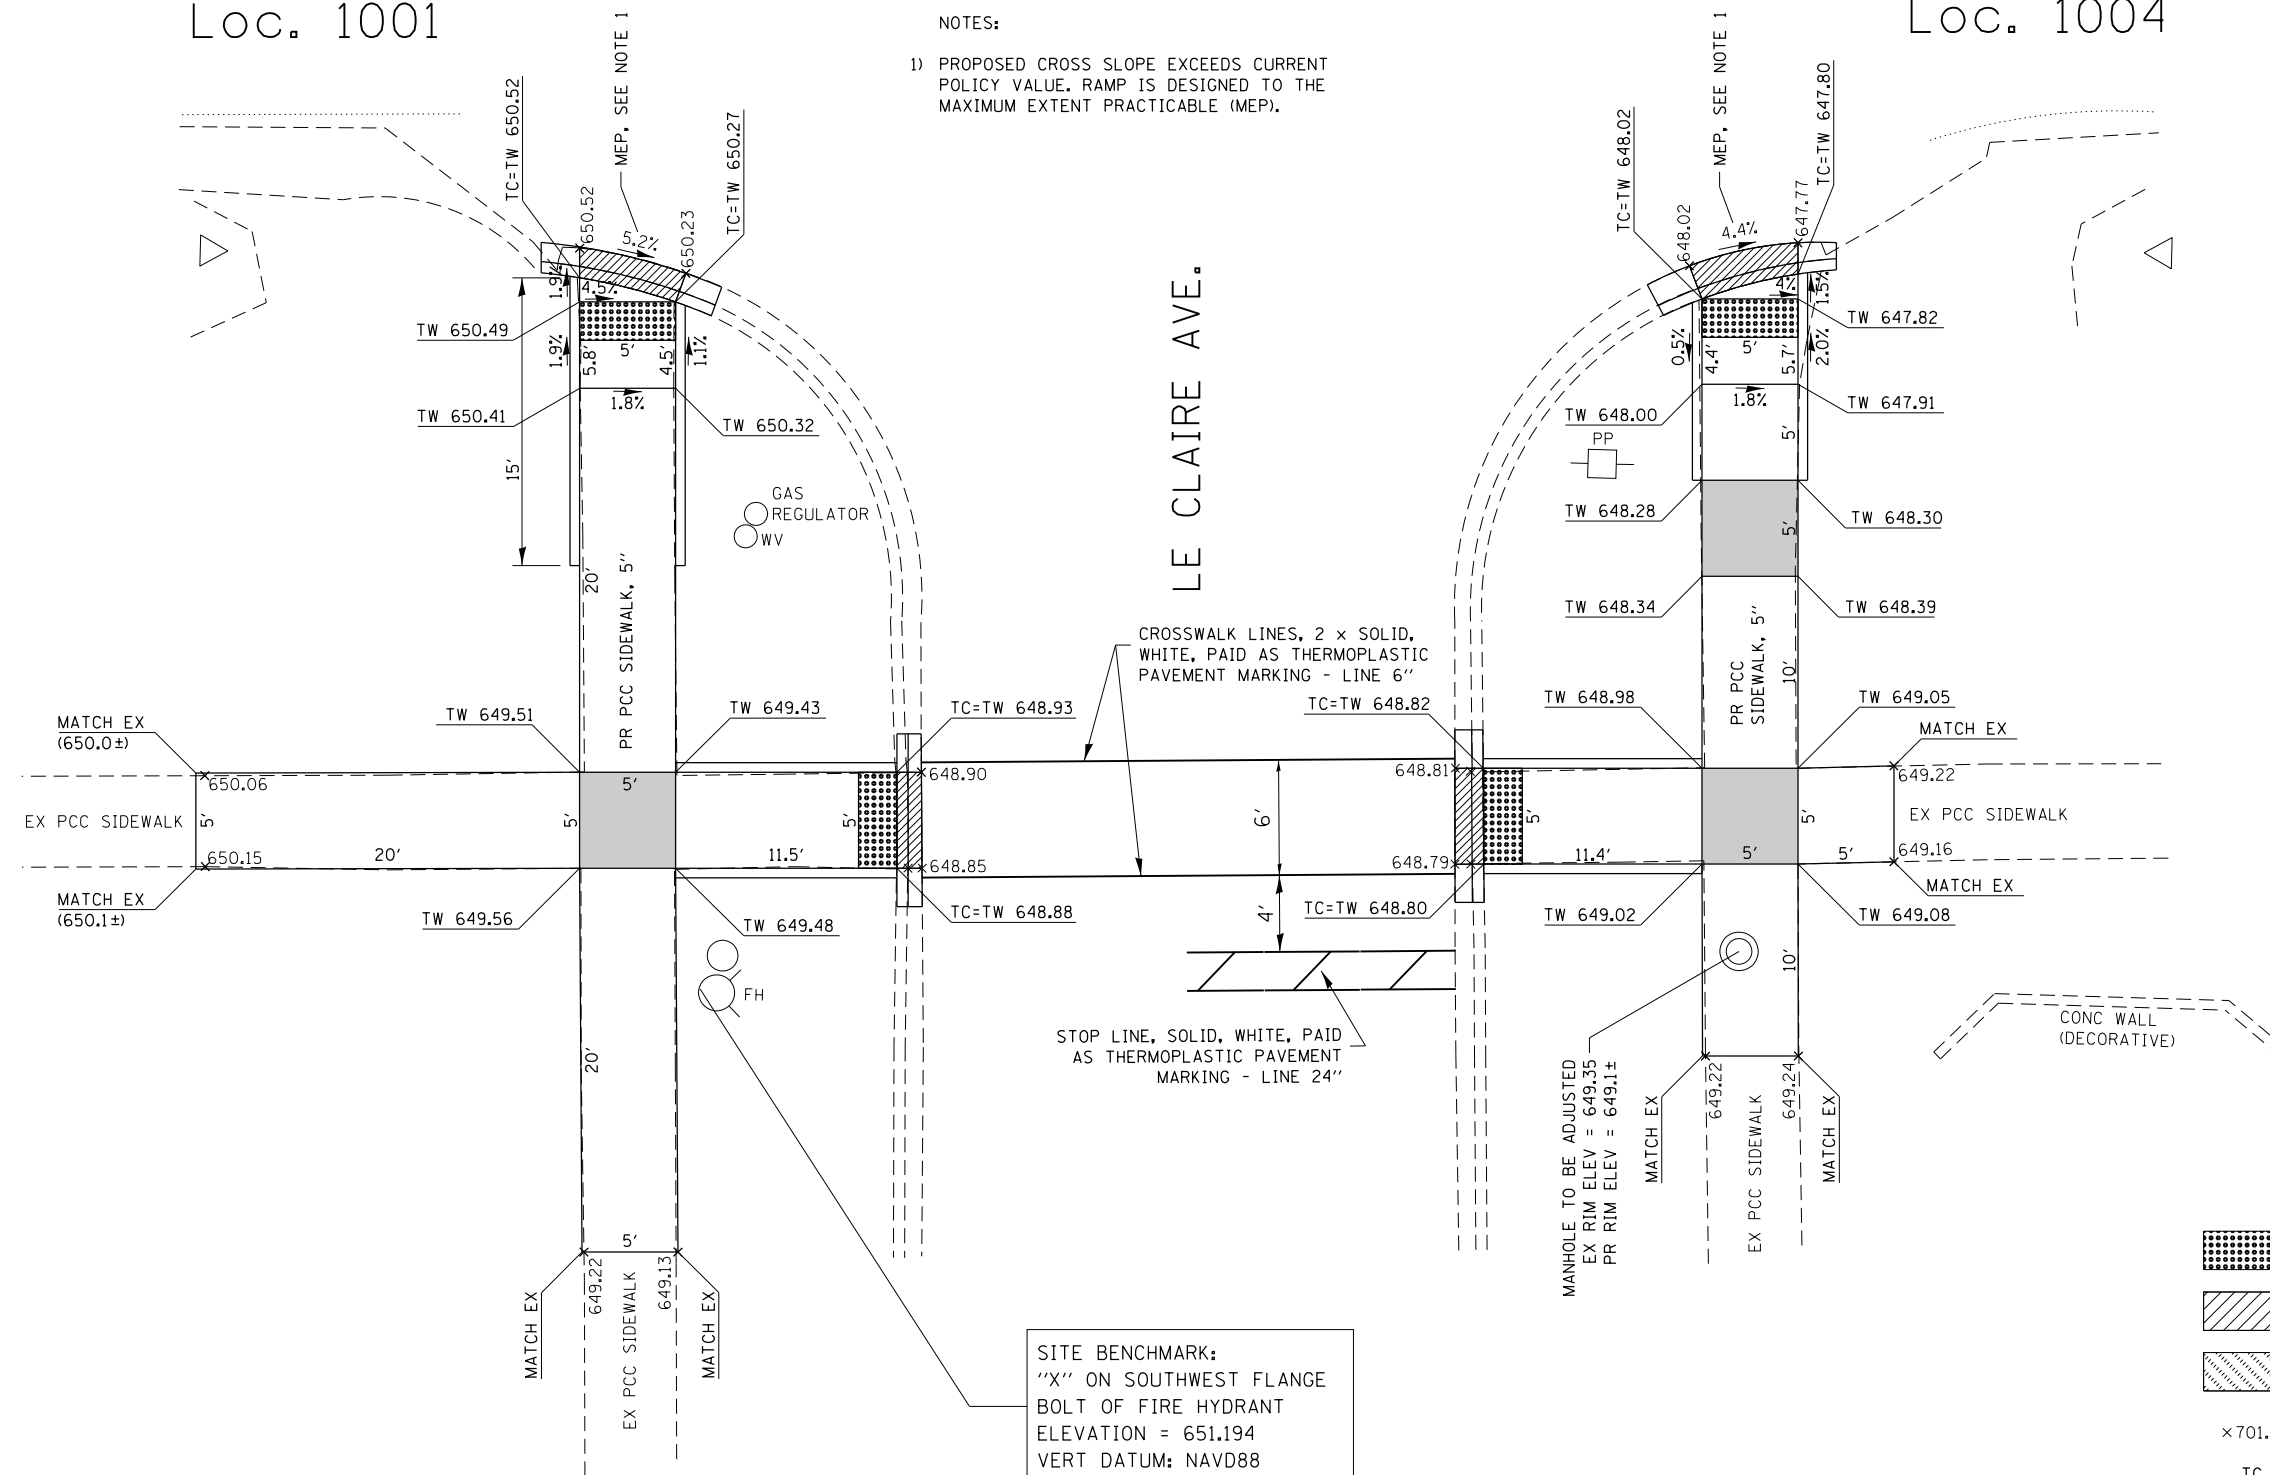 Loc. 1001
Loc. 1004
NOTES:
1) PROPOSED CROSS SLOPE EXCEEDS CURRENT
POLICY VALUE. RAMP IS DESIGNED TO THE
MAXIMUM EXTENT PRACTICABLE (MEP).
TC=TW 650.52
MEP, SEE NOTE 1
TC=TW 650.27
650.52
5.2%
650.23
1.9%
4.5%
TW 650.49
1.9%
5.8'
5'
4.5'
1.1%
TW 650.41
1.8%
TW 650.32
15'
GAS
REGULATOR
WV
20'
PR PCC SIDEWALK, 5"
MATCH EX
(650.0±)
TW 649.51
TW 649.43
TC=TW 648.93
650.06
5'
648.90
EX PCC SIDEWALK
5'
5'
5'
650.15
20'
11.5'
648.85
MATCH EX
(650.1±)
TW 649.56
TW 649.48
TC=TW 648.88
FH
20'
5'
MATCH EX
649.22
EX PCC SIDEWALK
649.13
MATCH EX
LE CLAIRE AVE.
CROSSWALK LINES, 2 x SOLID,
WHITE, PAID AS THERMOPLASTIC
PAVEMENT MARKING - LINE 6"
6'
4'
STOP LINE, SOLID, WHITE, PAID
AS THERMOPLASTIC PAVEMENT
MARKING - LINE 24"
SITE BENCHMARK:
"X" ON SOUTHWEST FLANGE
BOLT OF FIRE HYDRANT
ELEVATION = 651.194
VERT DATUM: NAVD88
TC=TW 648.02
MEP, SEE NOTE 1
TC=TW 647.80
648.02
4.4%
647.77
4%
1.5%
TW 647.82
0.5%
4.4'
5'
5.7'
2.0%
TW 648.00
1.8%
TW 647.91
PP
5'
TW 648.28
5'
TW 648.30
TW 648.34
TW 648.39
PR PCC
SIDEWALK, 5"
10'
TC=TW 648.82
TW 648.98
TW 649.05
MATCH EX
648.81
649.22
5'
5'
EX PCC SIDEWALK
648.79
11.4'
5'
5'
649.16
MATCH EX
TC=TW 648.80
TW 649.02
TW 649.08
10'
MANHOLE TO BE ADJUSTED
EX RIM ELEV = 649.35
PR RIM ELEV = 649.1±
MATCH EX
649.22
EX PCC SIDEWALK
649.24
MATCH EX
CONC WALL
(DECORATIVE)
×701.
TC